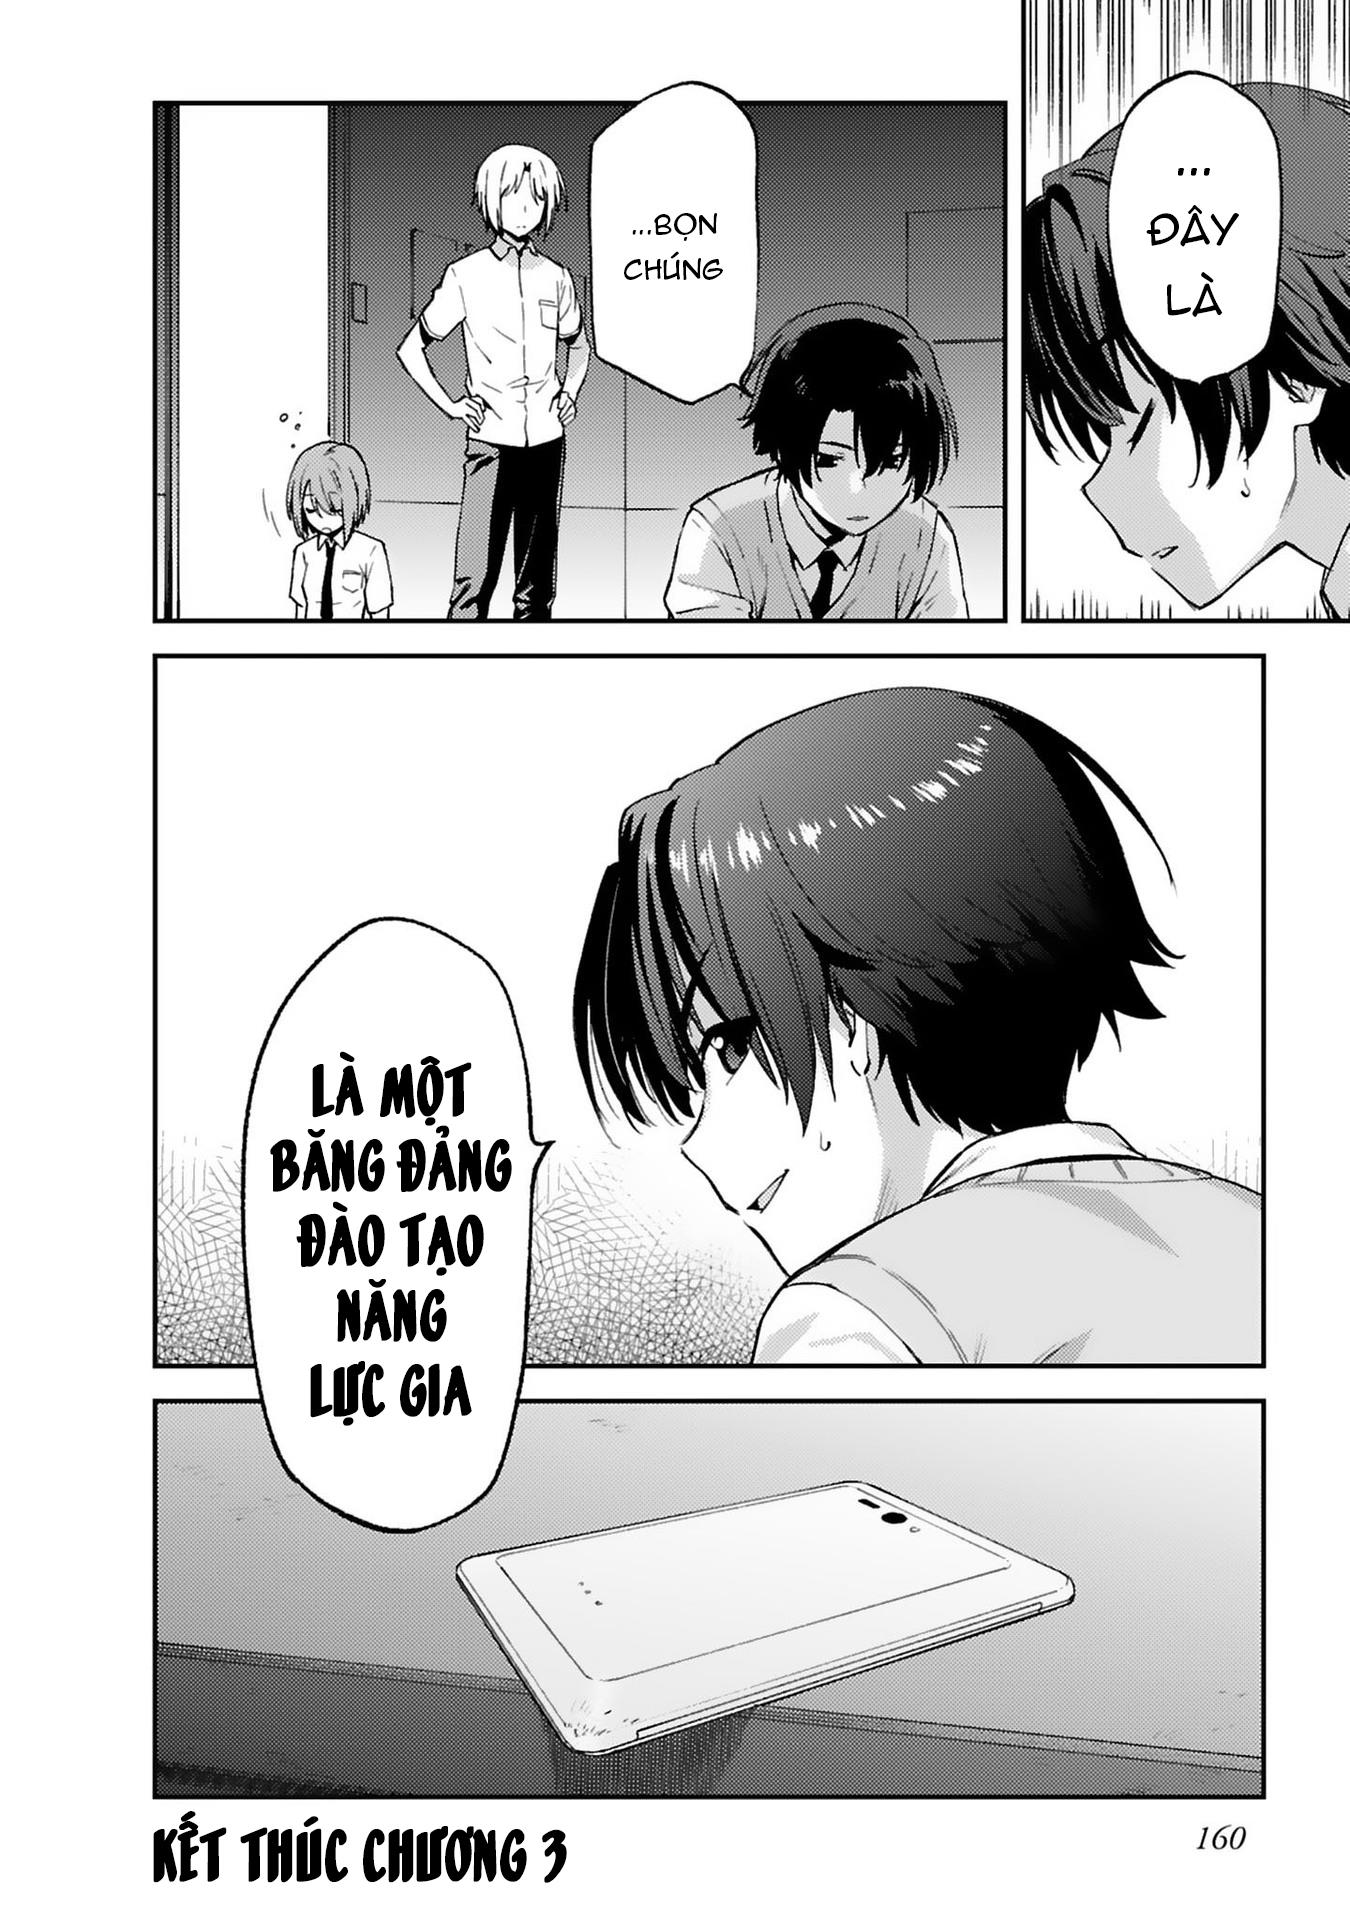 ...
ĐÂY
LÀ
...BỌN
CHÚNG
LÀ MỘT
BĂNG ĐẢNG
ĐÀO TẠO
NĂNG
LỰC GIA
KẾT THÚC CHƯƠNG 3
160